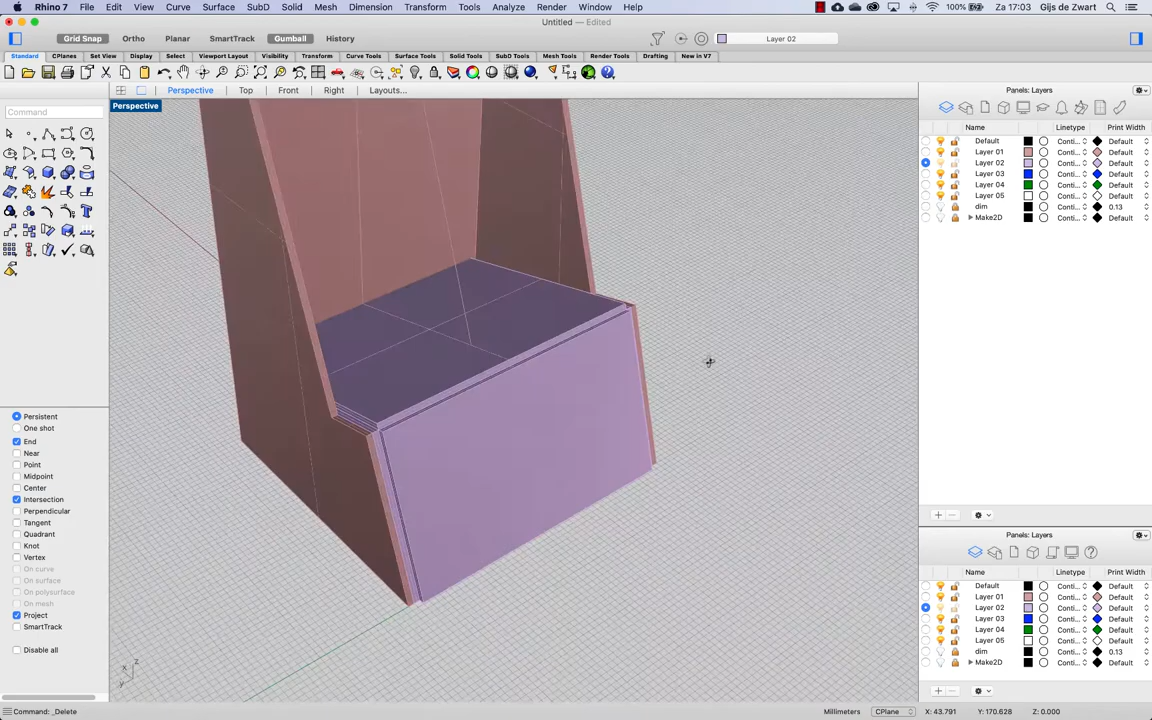 Rhino 7 File Edit View Curve Surface SubD Solid Mesh Dimension Transform Tools Analyze Render Window Help 100% Za 17:03 Gijs de Zwart
Untitled — Edited
Grid Snap Ortho Planar SmartTrack Gumball History Layer 02
Standard CPlanes Set View Display Select Viewport Layout Visibility Transform Curve Tools Surface Tools Solid Tools SubD Tools Mesh Tools Render Tools Drafting New in V7
Perspective Top Front Right Layouts...
Perspective
Command
Persistent
One shot
End
Near
Point
Midpoint
Center
Intersection
Perpendicular
Tangent
Quadrant
Knot
Vertex
On curve
On surface
On polysurface
On mesh
Project
SmartTrack
Disable all
x z
y
Panels: Layers
Name Linetype Print Width
Default Conti... Default
Layer 01 Conti... Default
Layer 02 Conti... Default
Layer 03 Conti... Default
Layer 04 Conti... Default
Layer 05 Conti... Default
dim Conti... 0.13
Make2D Conti... Default
Panels: Layers
Name Linetype Print Width
Default Conti... Default
Layer 01 Conti... Default
Layer 02 Conti... Default
Layer 03 Conti... Default
Layer 04 Conti... Default
Layer 05 Conti... Default
dim Conti... 0.13
Make2D Conti... Default
Command: _Delete Millimeters CPlane X: 43.791 Y: 170.628 Z: 0.000